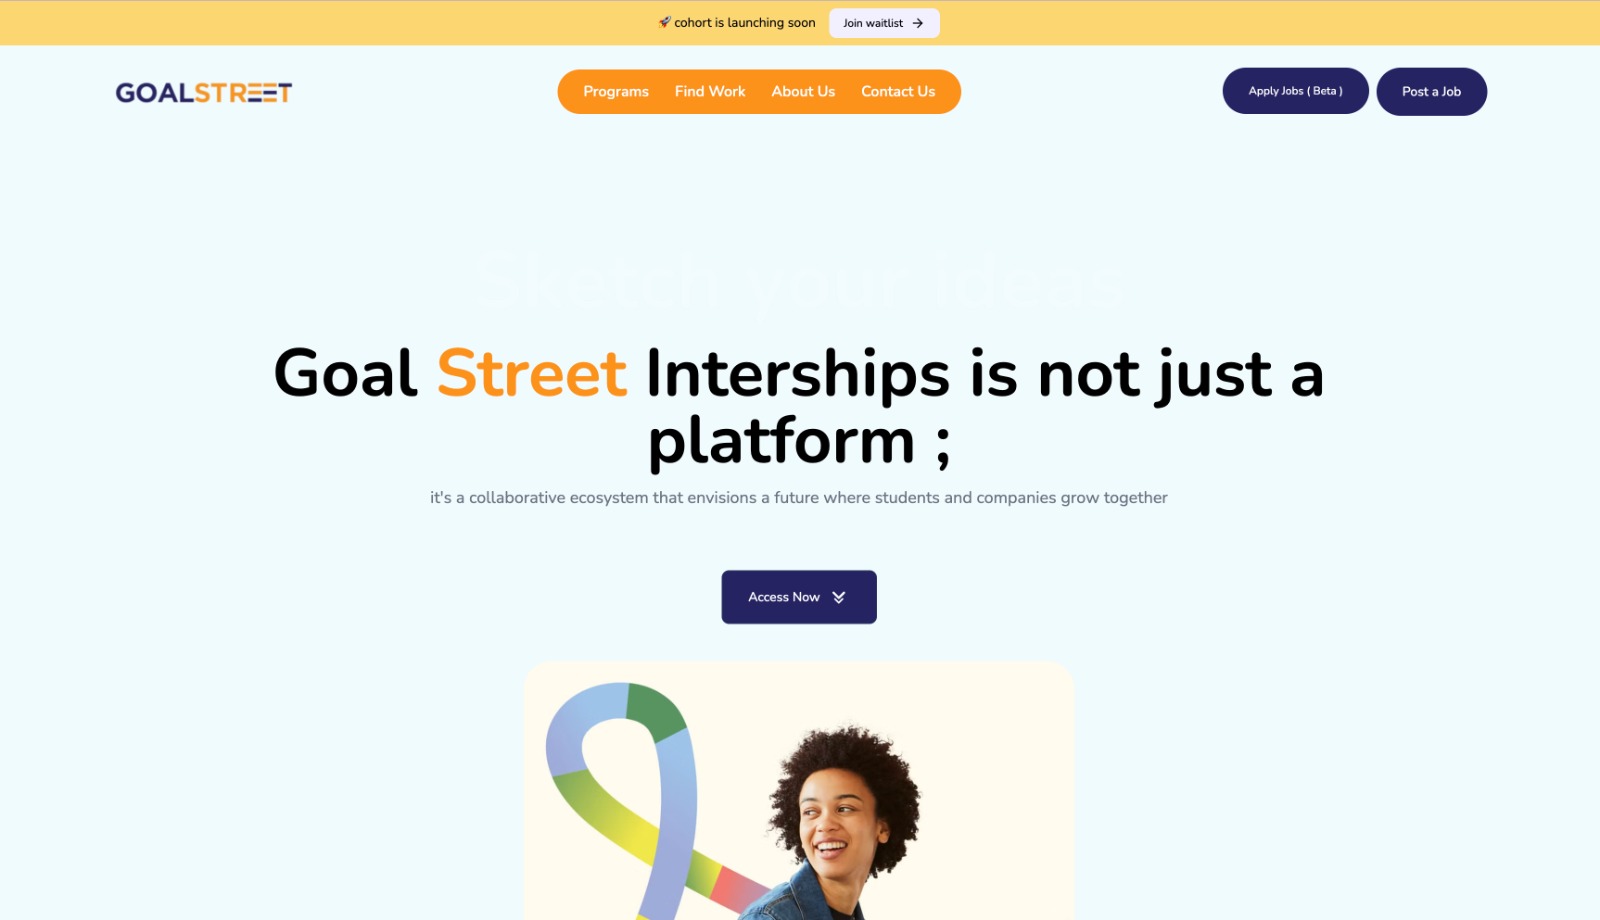 🚀 cohort is launching soon Join waitlist →
GOALSTREET
Programs Find Work About Us Contact Us
Apply Jobs ( Beta ) Post a Job
Sketch your ideas
Goal Street Interships is not just a
platform ;
it's a collaborative ecosystem that envisions a future where students and companies grow together
Access Now